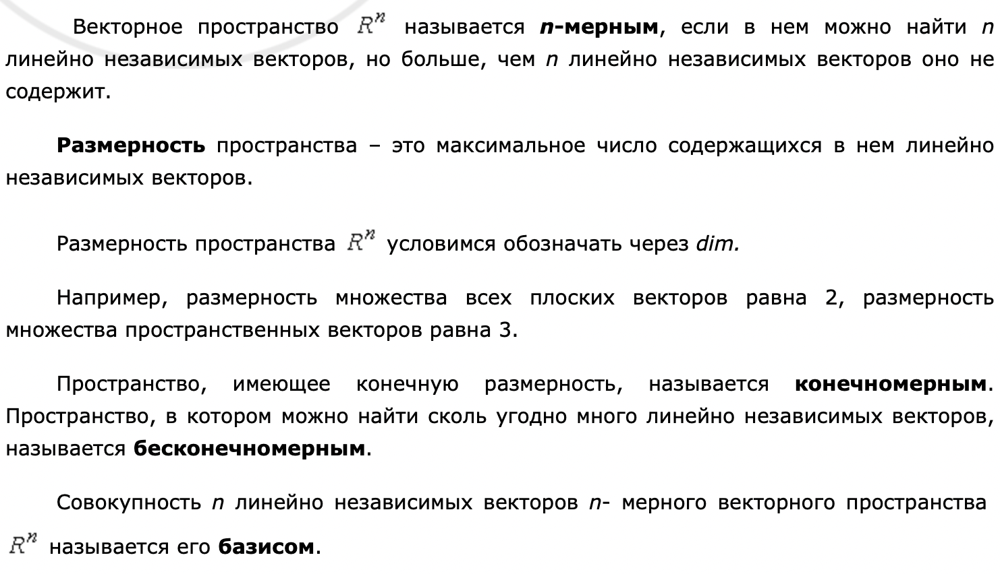 Векторное пространство Rⁿ называется n-мерным, если в нем можно найти n
линейно независимых векторов, но больше, чем n линейно независимых векторов оно не
содержит.
Размерность пространства – это максимальное число содержащихся в нем линейно
независимых векторов.
Размерность пространства Rⁿ условимся обозначать через dim.
Например, размерность множества всех плоских векторов равна 2, размерность
множества пространственных векторов равна 3.
Пространство, имеющее конечную размерность, называется конечномерным.
Пространство, в котором можно найти сколь угодно много линейно независимых векторов,
называется бесконечномерным.
Совокупность n линейно независимых векторов n- мерного векторного пространства
Rⁿ называется его базисом.